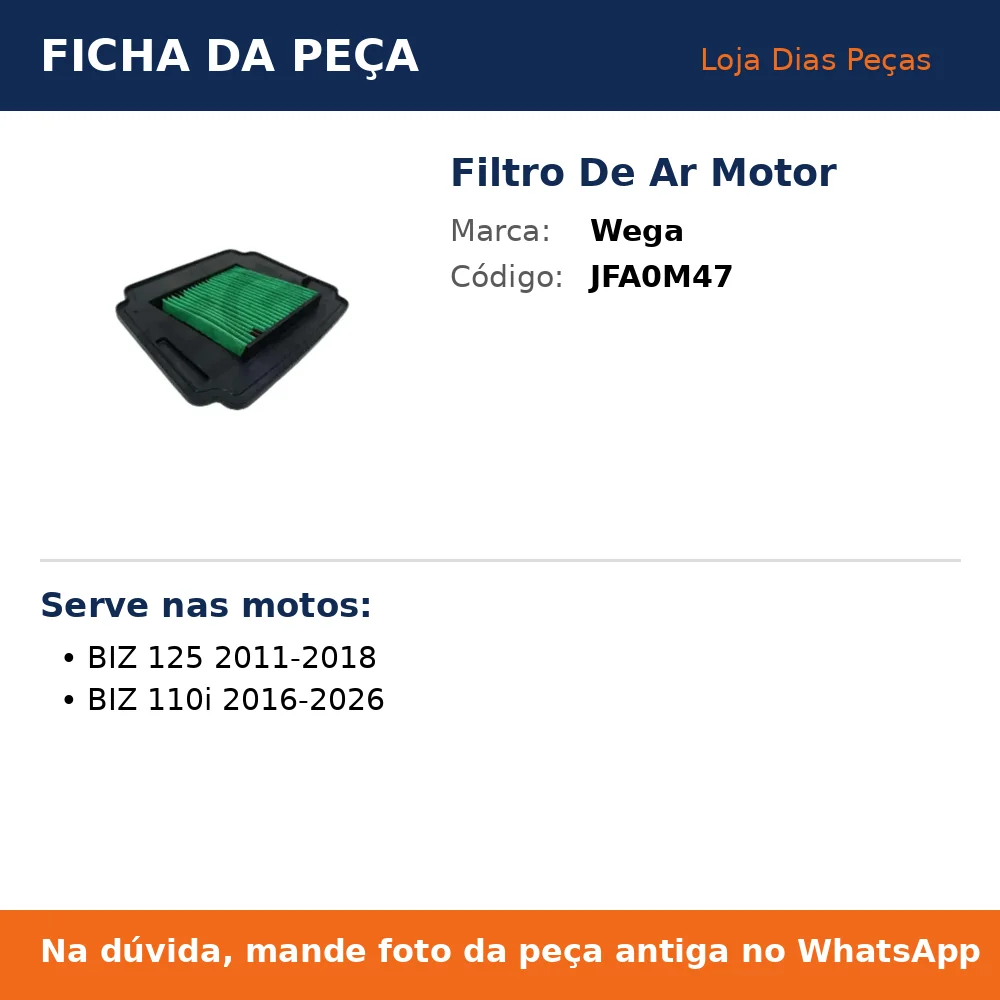 FICHA DA PEÇA
Loja Dias Peças
Filtro De Ar Motor
Marca: Wega
Código: JFA0M47
Serve nas motos:
• BIZ 125 2011-2018
• BIZ 110i 2016-2026
Na dúvida, mande foto da peça antiga no WhatsApp